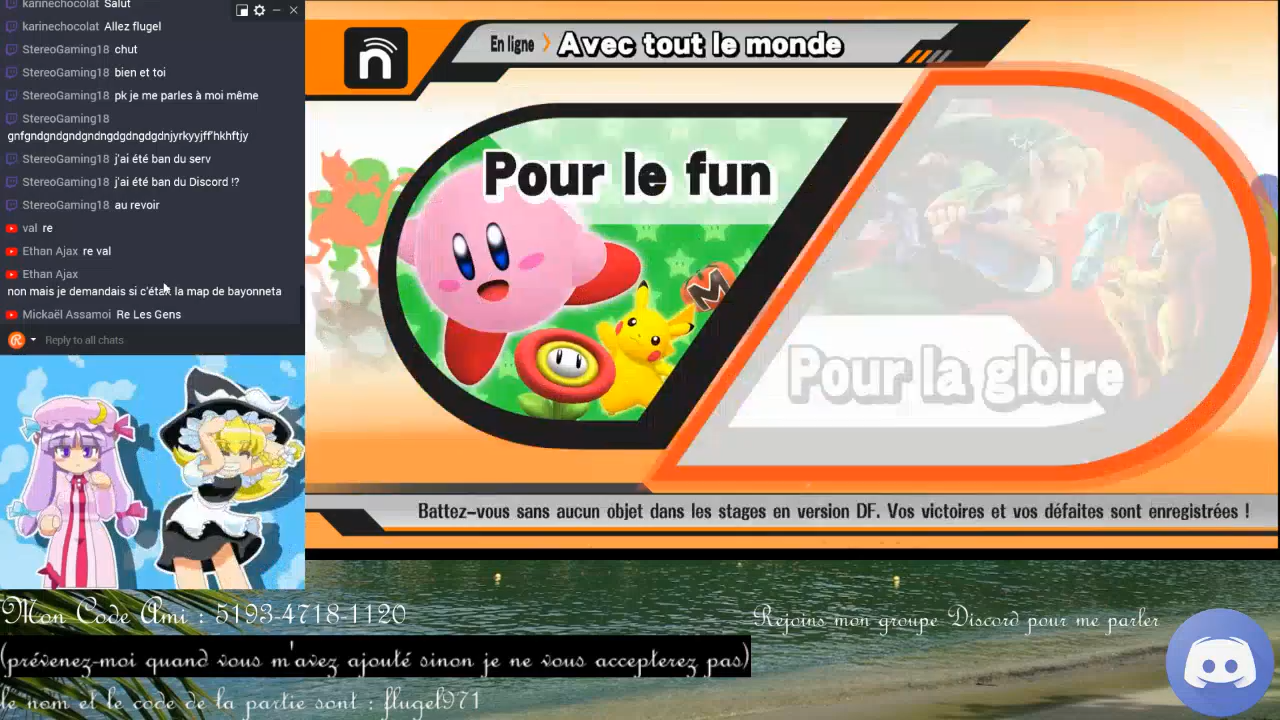 karinechocolat Salut
karinechocolat Allez flugel
StereoGaming18 chut
StereoGaming18 bien et toi
StereoGaming18 pk je me parles à moi même
StereoGaming18
gnfgndgndgndgndngdgdngdgdnjyrkyyjff'hkhftjy
StereoGaming18 j'ai été ban du serv
StereoGaming18 j'ai été ban du Discord !?
StereoGaming18 au revoir
val re
Ethan Ajax re val
Ethan Ajax
non mais je demandais si c'était la map de bayonneta
Mickaël Assamoi Re Les Gens
Reply to all chats
n
En ligne > Avec tout le monde
Pour le fun
M
Pour la gloire
Battez-vous sans aucun objet dans les stages en version DF. Vos victoires et vos défaites sont enregistrées !
Mon Code Ami : 5193-4718-1120
Rejoins mon groupe Discord pour me parler
(prévenez-moi quand vous m'avez ajouté sinon je ne vous accepterez pas)
le nom et le code de la partie sont : flugel971